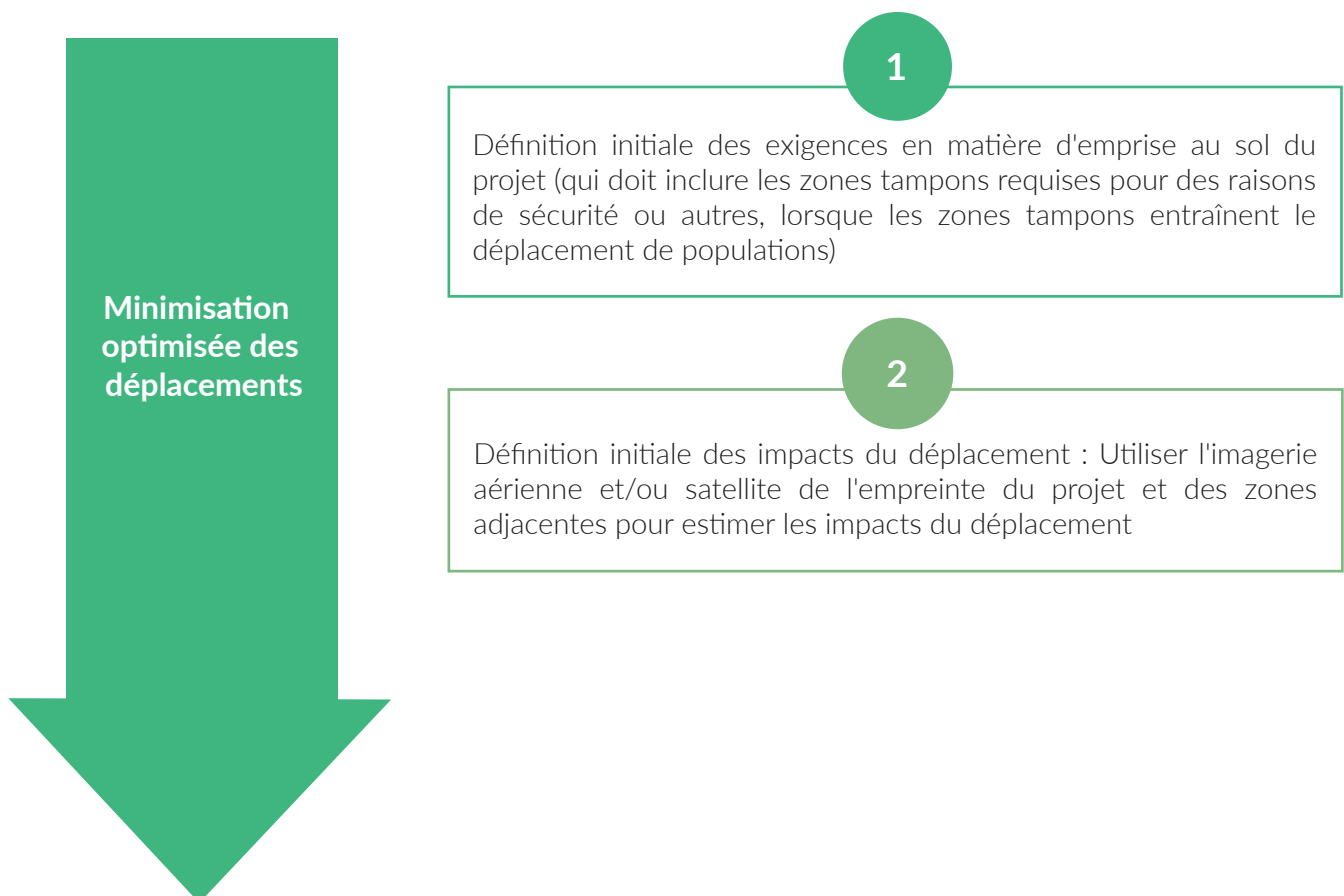 Minimisation
optimisée des
déplacements
1
Définition initiale des exigences en matière d'emprise au sol du
projet (qui doit inclure les zones tampons requises pour des raisons
de sécurité ou autres, lorsque les zones tampons entraînent le
déplacement de populations)
2
Définition initiale des impacts du déplacement : Utiliser l'imagerie
aérienne et/ou satellite de l'empreinte du projet et des zones
adjacentes pour estimer les impacts du déplacement